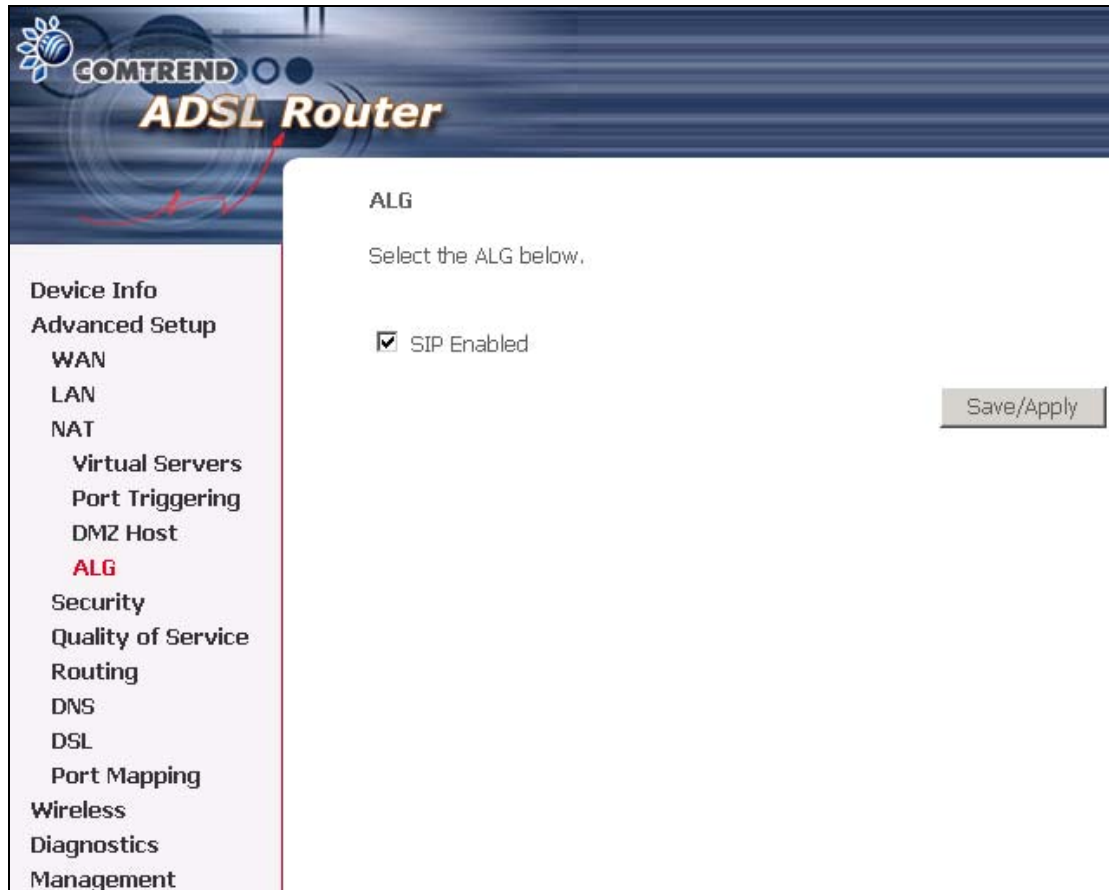 COMTREND
ADSL Router
Device Info
Advanced Setup
WAN
LAN
NAT
Virtual Servers
Port Triggering
DMZ Host
ALG
Security
Quality of Service
Routing
DNS
DSL
Port Mapping
Wireless
Diagnostics
Management
ALG
Select the ALG below.
SIP Enabled
Save/Apply